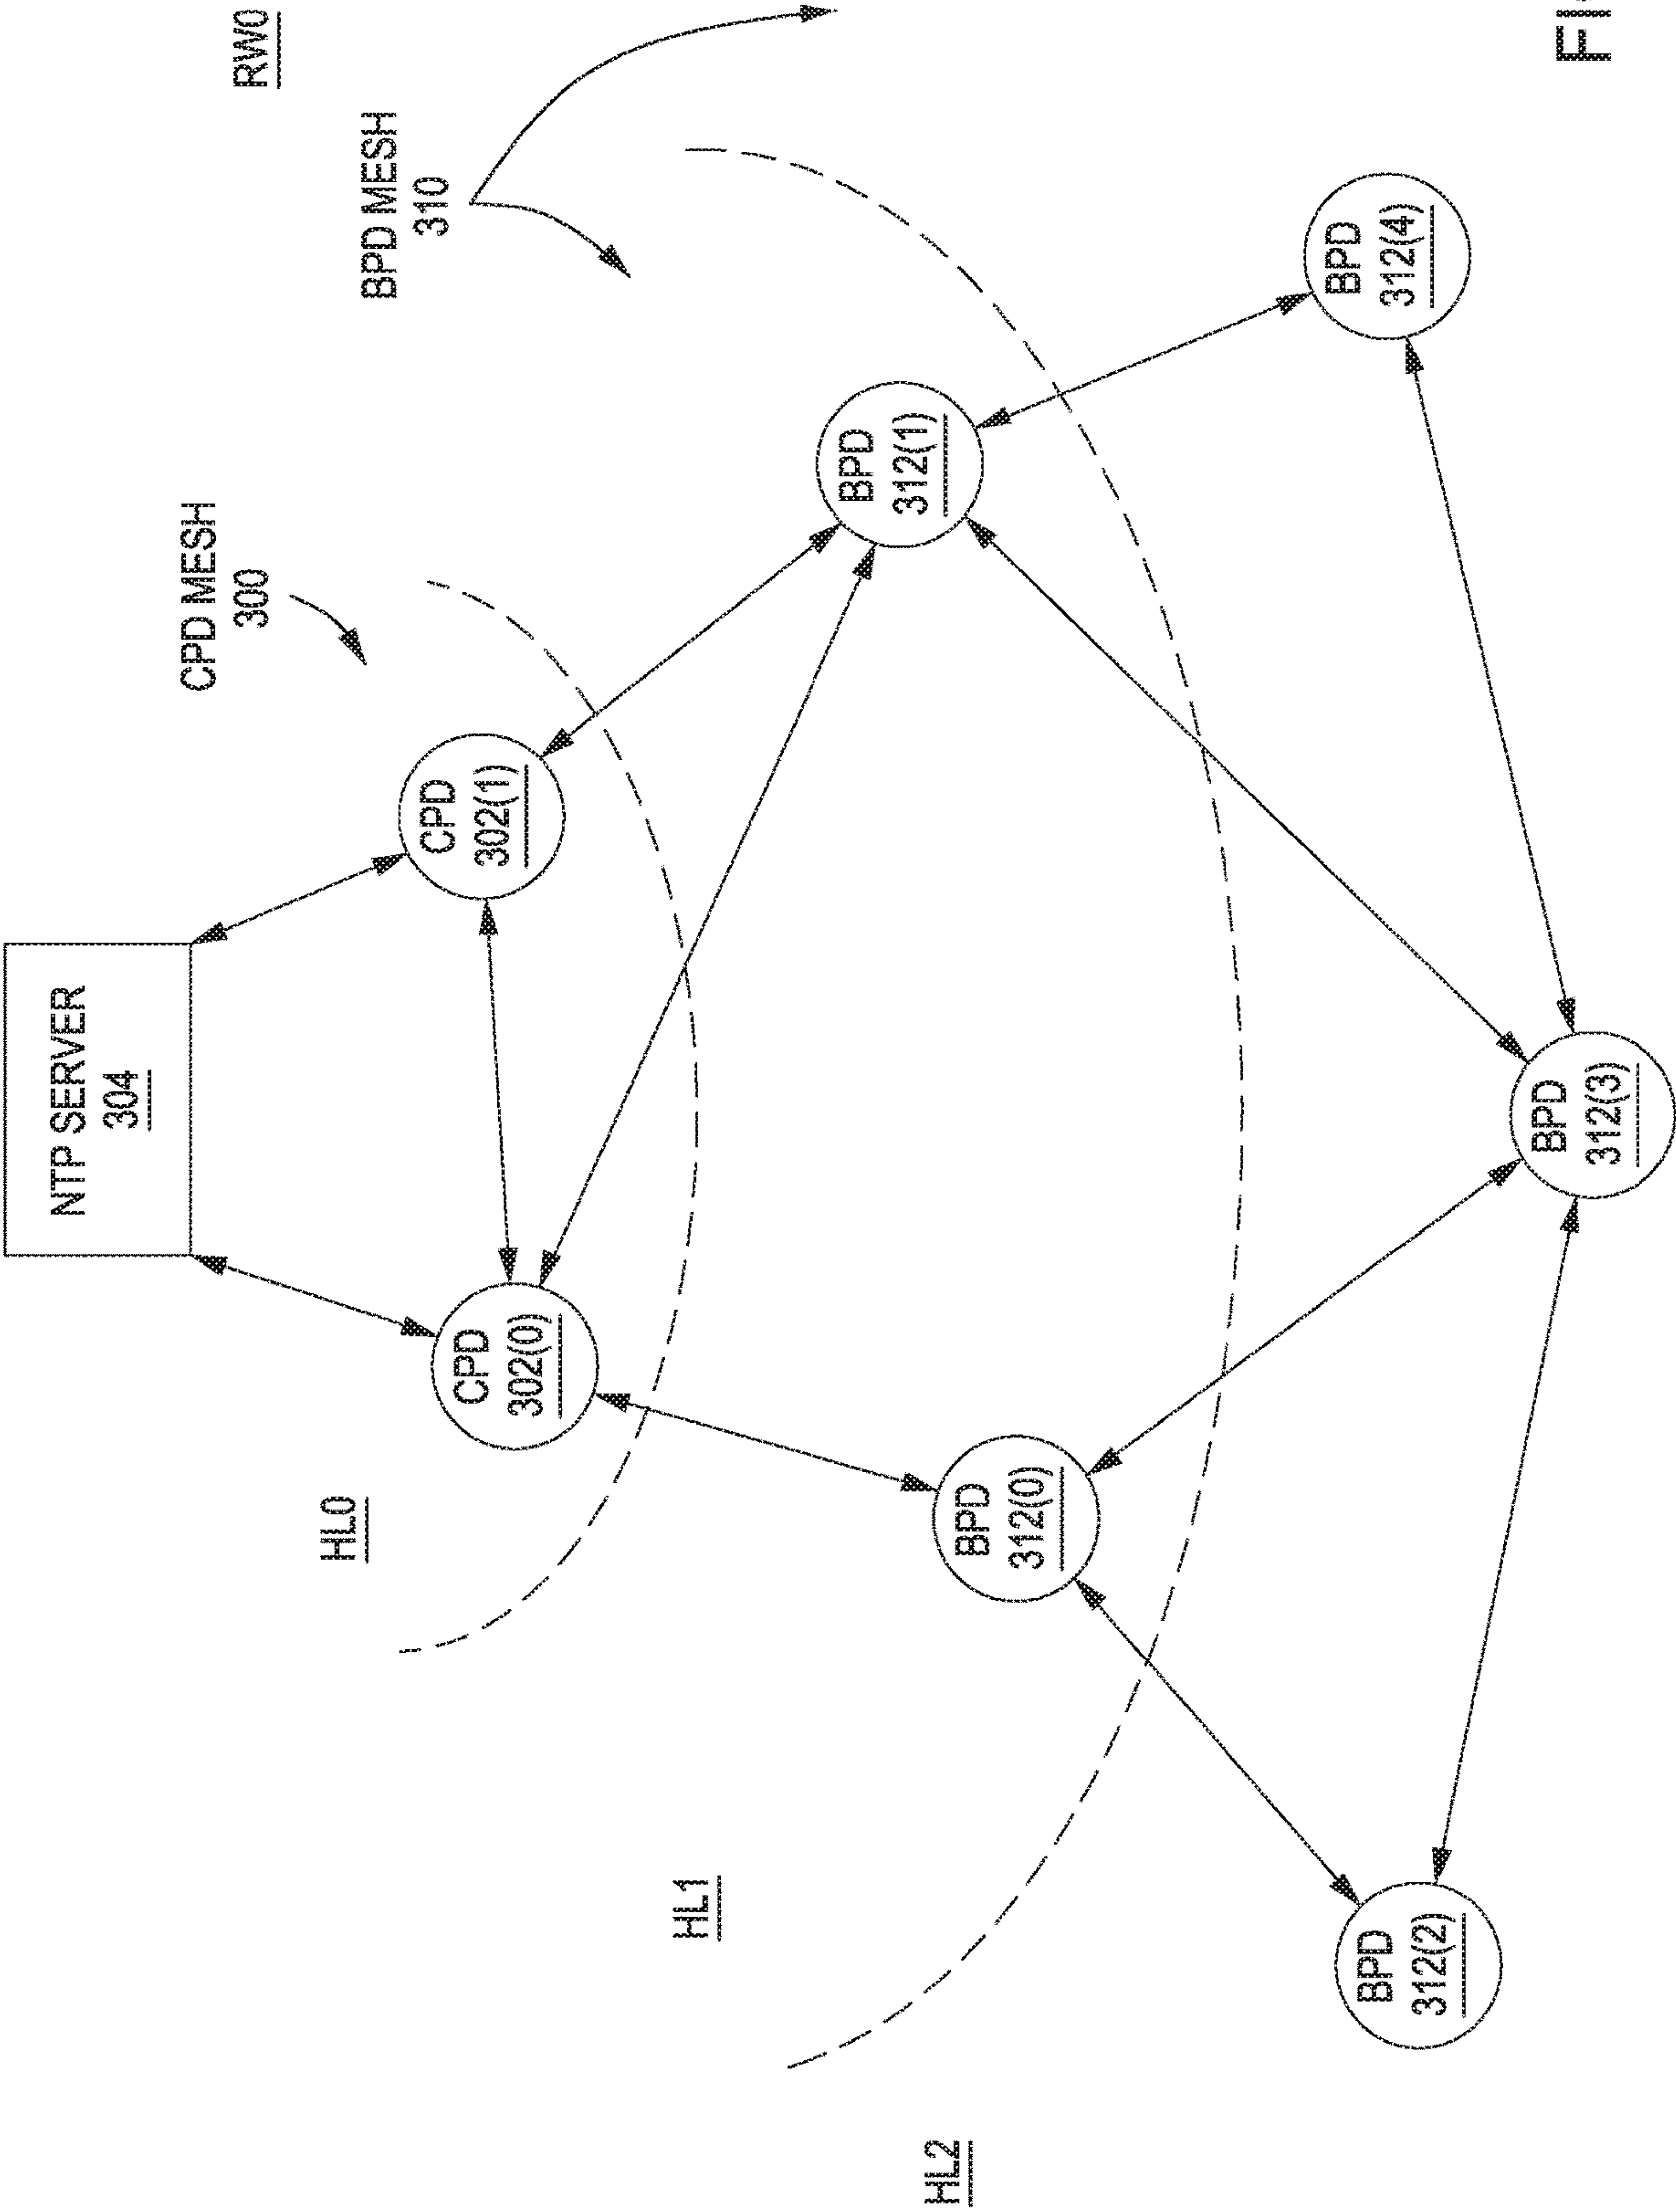 RW0
NTP SERVER
304
CPD MESH
300
BPD MESH
310
HL0
CPD
302(0)
CPD
302(1)
HL1
BPD
312(0)
BPD
312(1)
HL2
BPD
312(2)
BPD
312(3)
BPD
312(4)